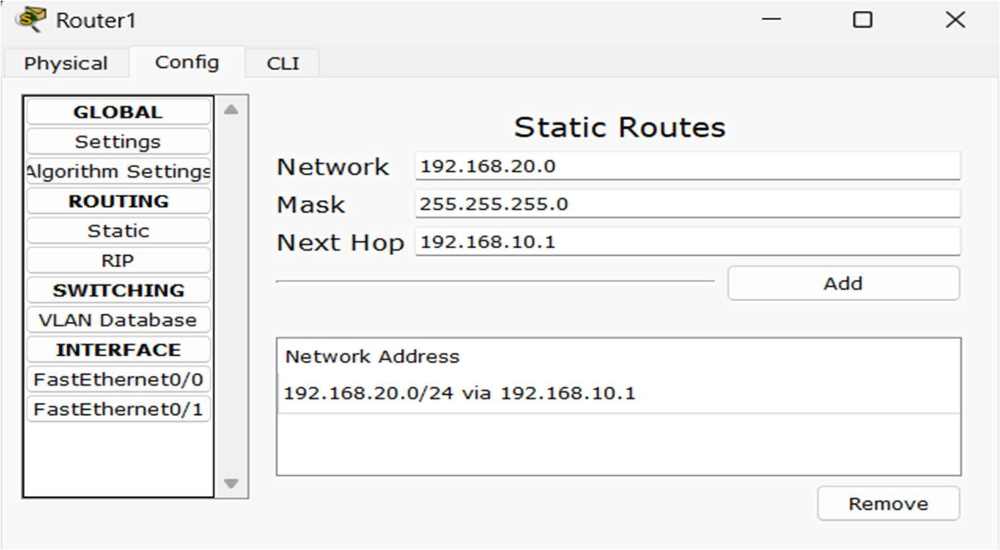 Router1
Physical
Config
CLI
GLOBAL
Settings
Algorithm Settings
ROUTING
Static
RIP
SWITCHING
VLAN Database
INTERFACE
FastEthernet0/0
FastEthernet0/1
Static Routes
Network 192.168.20.0
Mask 255.255.255.0
Next Hop 192.168.10.1
Add
Network Address
192.168.20.0/24 via 192.168.10.1
Remove